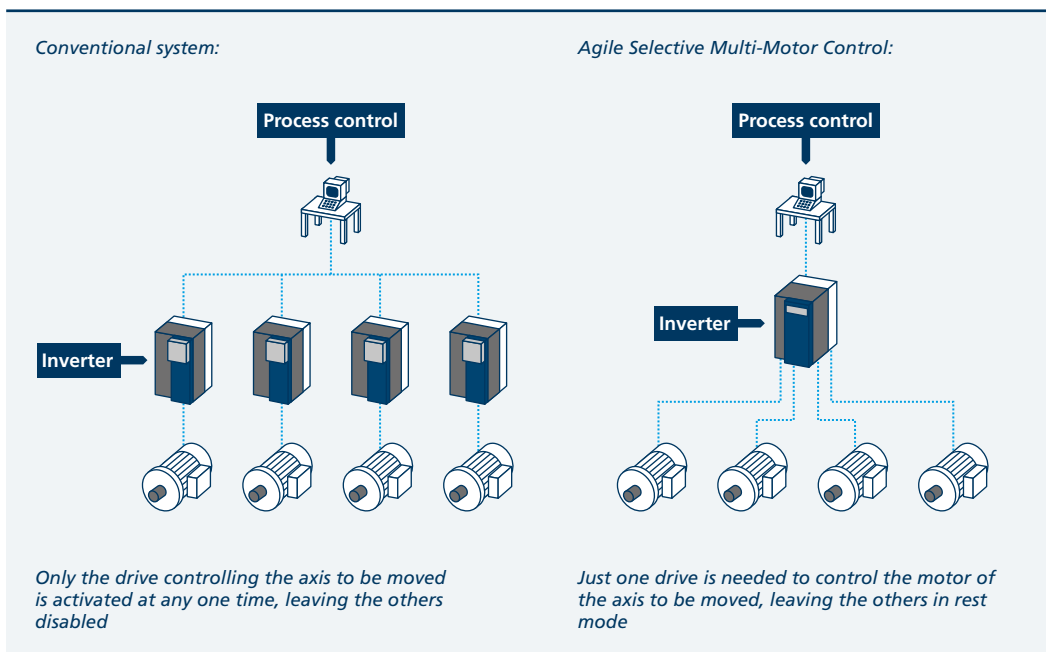 Conventional system:
Process control
Inverter
Only the drive controlling the axis to be moved
is activated at any one time, leaving the others
disabled
Agile Selective Multi-Motor Control:
Process control
Inverter
Just one drive is needed to control the motor of
the axis to be moved, leaving the others in rest
mode